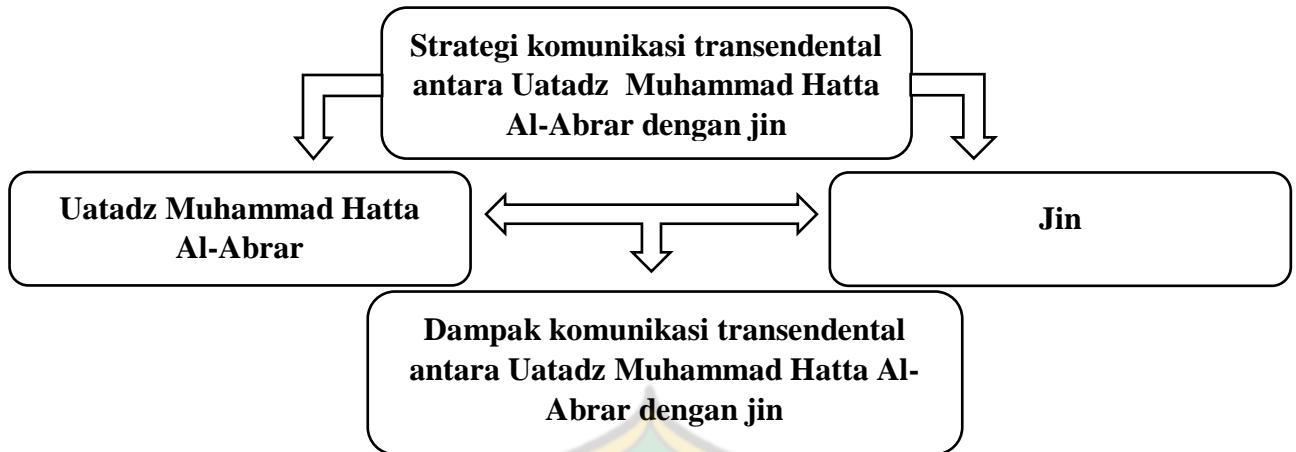 Strategi komunikasi transendental
antara Uatadz Muhammad Hatta
Al-Abrar dengan jin
Uatadz Muhammad Hatta
Al-Abrar
Jin
Dampak komunikasi transendental
antara Uatadz Muhammad Hatta Al-
Abrar dengan jin